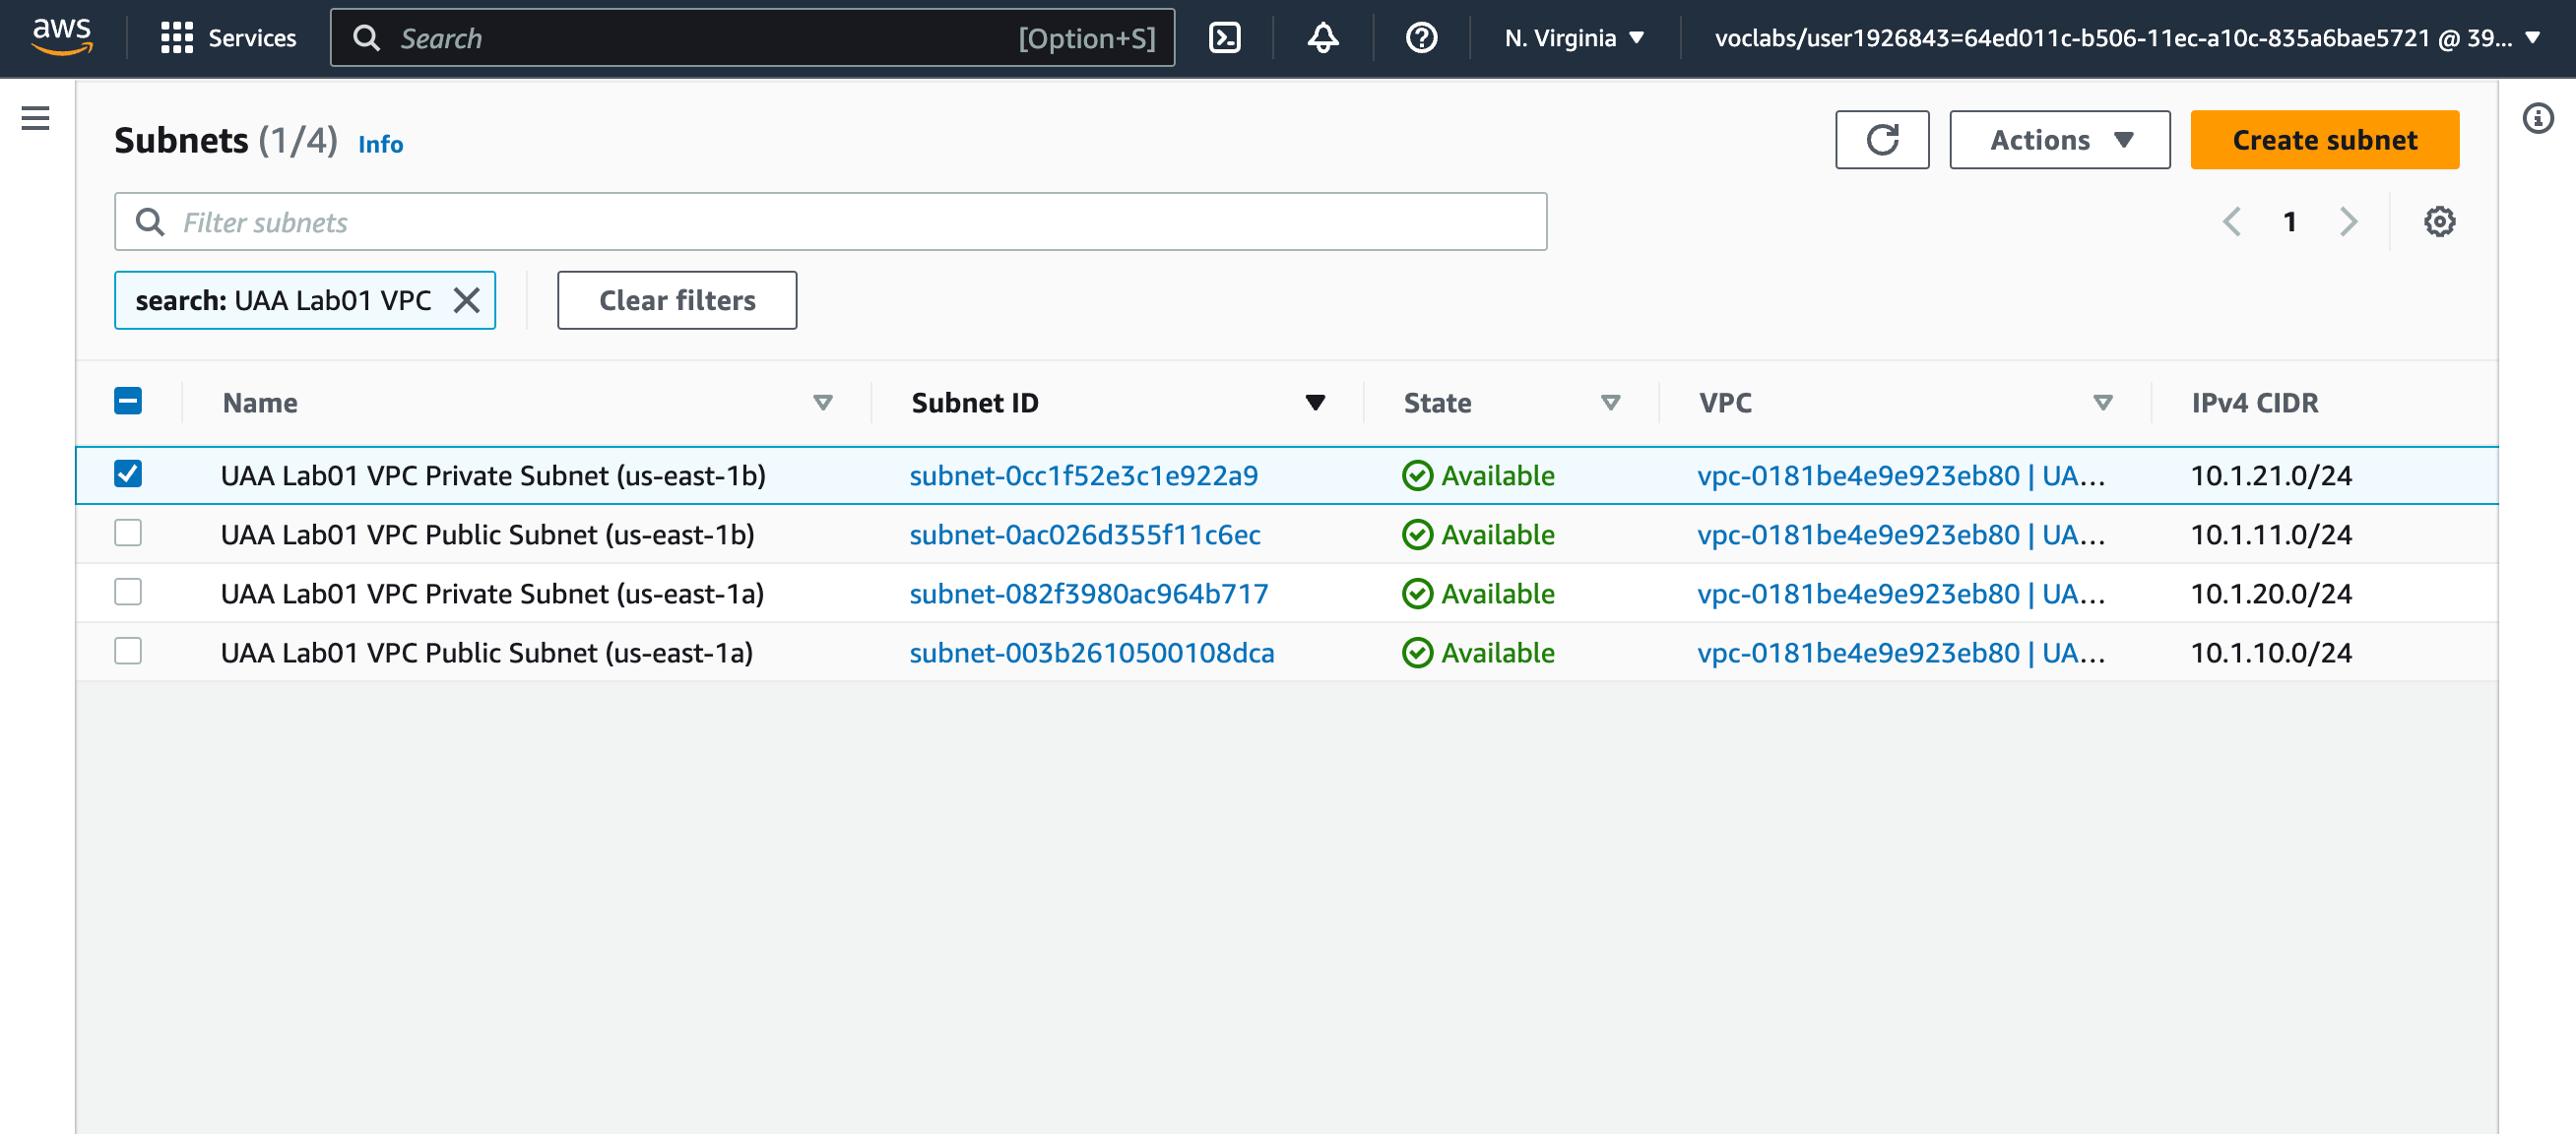 aws Services Search [Option+S] N. Virginia voclabs/user1926843=64ed011c-b506-11ec-a10c-835a6bae5721 @ 39...
Subnets (1/4) Info Actions Create subnet
Filter subnets 1
search: UAA Lab01 VPC Clear filters
Name Subnet ID State VPC IPv4 CIDR
UAA Lab01 VPC Private Subnet (us-east-1b) subnet-0cc1f52e3c1e922a9 Available vpc-0181be4e9e923eb80 | UA... 10.1.21.0/24
UAA Lab01 VPC Public Subnet (us-east-1b) subnet-0ac026d355f11c6ec Available vpc-0181be4e9e923eb80 | UA... 10.1.11.0/24
UAA Lab01 VPC Private Subnet (us-east-1a) subnet-082f3980ac964b717 Available vpc-0181be4e9e923eb80 | UA... 10.1.20.0/24
UAA Lab01 VPC Public Subnet (us-east-1a) subnet-003b2610500108dca Available vpc-0181be4e9e923eb80 | UA... 10.1.10.0/24